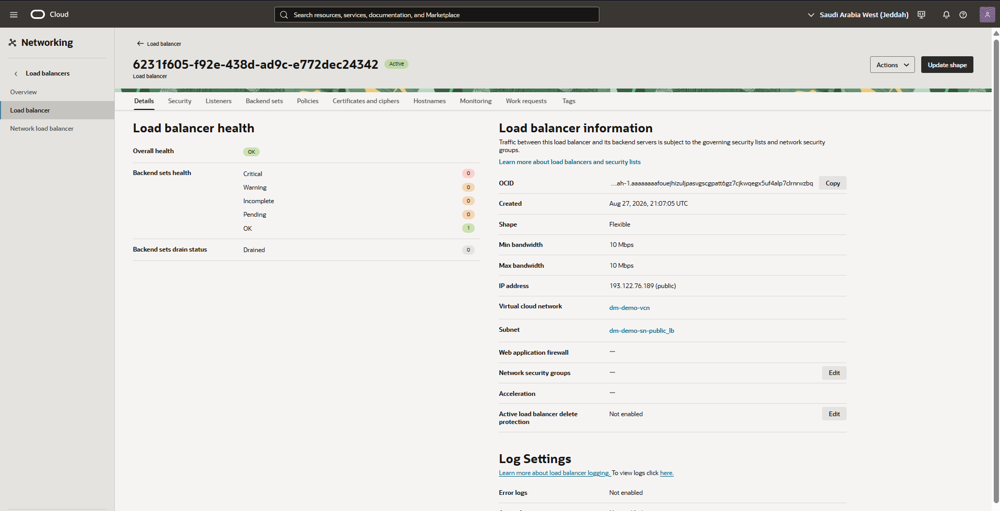 Cloud
Search resources, services, documentation, and Marketplace
Saudi Arabia West (Jeddah)
Networking
Load balancers
Overview
Load balancer
Network load balancer
Load balancer
6231f605-f92e-438d-ad9c-e772dec24342
Active
Load balancer
Actions
Update shape
Details
Security
Listeners
Backend sets
Policies
Certificates and ciphers
Hostnames
Monitoring
Work requests
Tags
Load balancer health
Overall health
OK
Backend sets health
Critical 0
Warning 0
Incomplete 0
Pending 0
OK 1
Backend sets drain status
Drained 0
Load balancer information
Traffic between this load balancer and its backend servers is subject to the governing security lists and network security
groups.
Learn more about load balancers and security lists
OCID ...ah-1.aaaaaaaafouejhizuljpasvgscgpatt6gz7cjkwqegx5uf4alp7clrnrwzbq Copy
Created Aug 27, 2026, 21:07:05 UTC
Shape Flexible
Min bandwidth 10 Mbps
Max bandwidth 10 Mbps
IP address 193.122.76.189 (public)
Virtual cloud network dm-demo-vcn
Subnet dm-demo-sn-public_lb
Web application firewall —
Network security groups — Edit
Acceleration —
Active load balancer delete
protection
Not enabled Edit
Log Settings
Learn more about load balancer logging. To view logs click here.
Error logs Not enabled